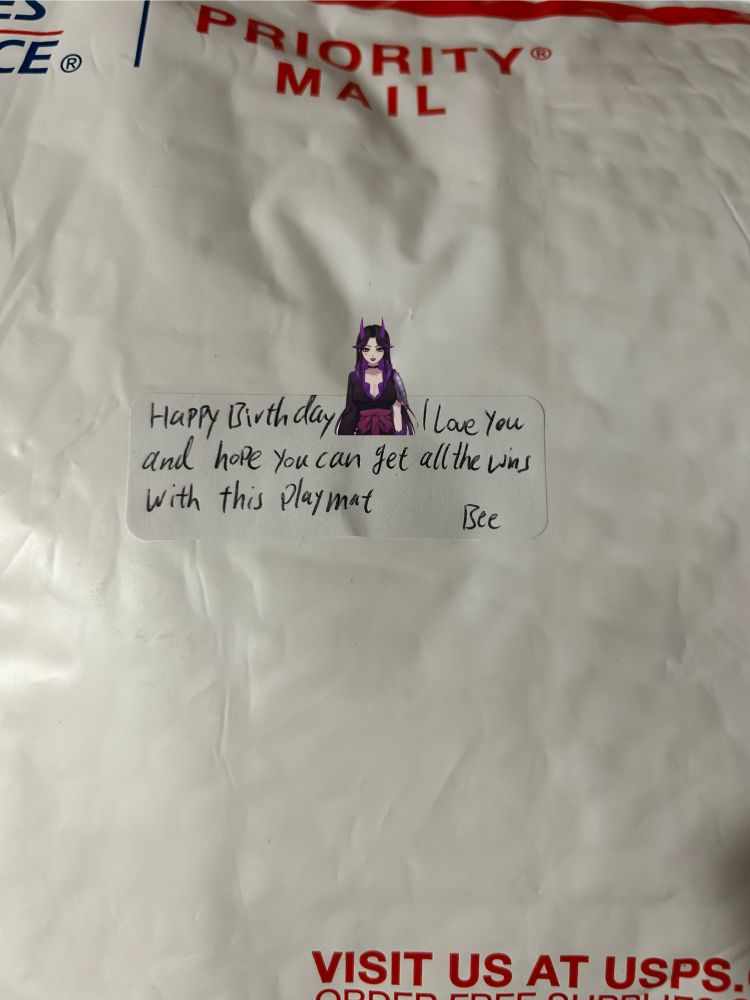 ES
CE®
PRIORITY®
MAIL
Happy Birthday I Love You
and hope you can get all the wins
with this Playmat
Bee
VISIT US AT USPS.